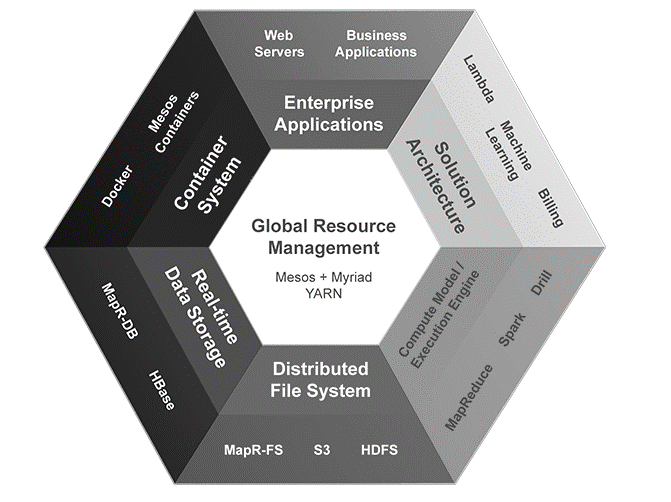 Web
Servers
Business
Applications
Enterprise
Applications
Lambda
Machine
Learning
Billing
Solution
Architecture
Mesos
Containers
Docker
Container
System
Global Resource
Management
Mesos + Myriad
YARN
Real-time
Data Storage
MapR-DB
HBase
Compute Model /
Execution Engine
Drill
Spark
MapReduce
Distributed
File System
MapR-FS S3 HDFS